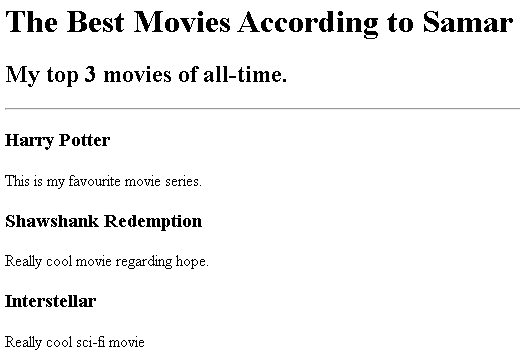 The Best Movies According to Samar
My top 3 movies of all-time.
Harry Potter
This is my favourite movie series.
Shawshank Redemption
Really cool movie regarding hope.
Interstellar
Really cool sci-fi movie